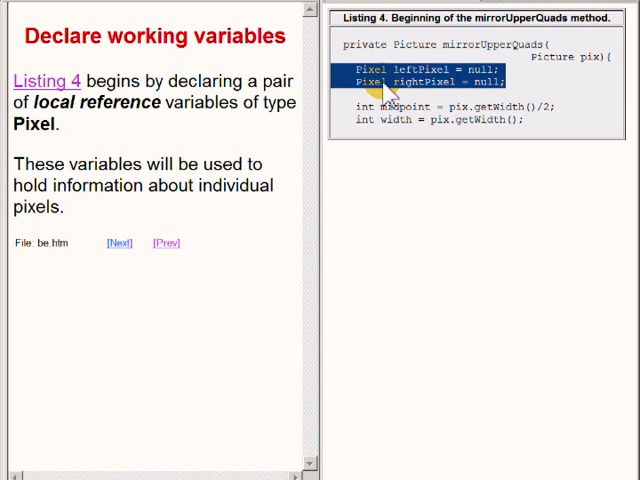 Declare working variables
Listing 4 begins by declaring a pair
of local reference variables of type
Pixel.
These variables will be used to
hold information about individual
pixels.
File: be.htm [Next] [Prev]
Listing 4. Beginning of the mirrorUpperQuads method.
private Picture mirrorUpperQuads(
Picture pix){
Pixel leftPixel = null;
Pixel rightPixel = null;
int midpoint = pix.getWidth()/2;
int width = pix.getWidth();